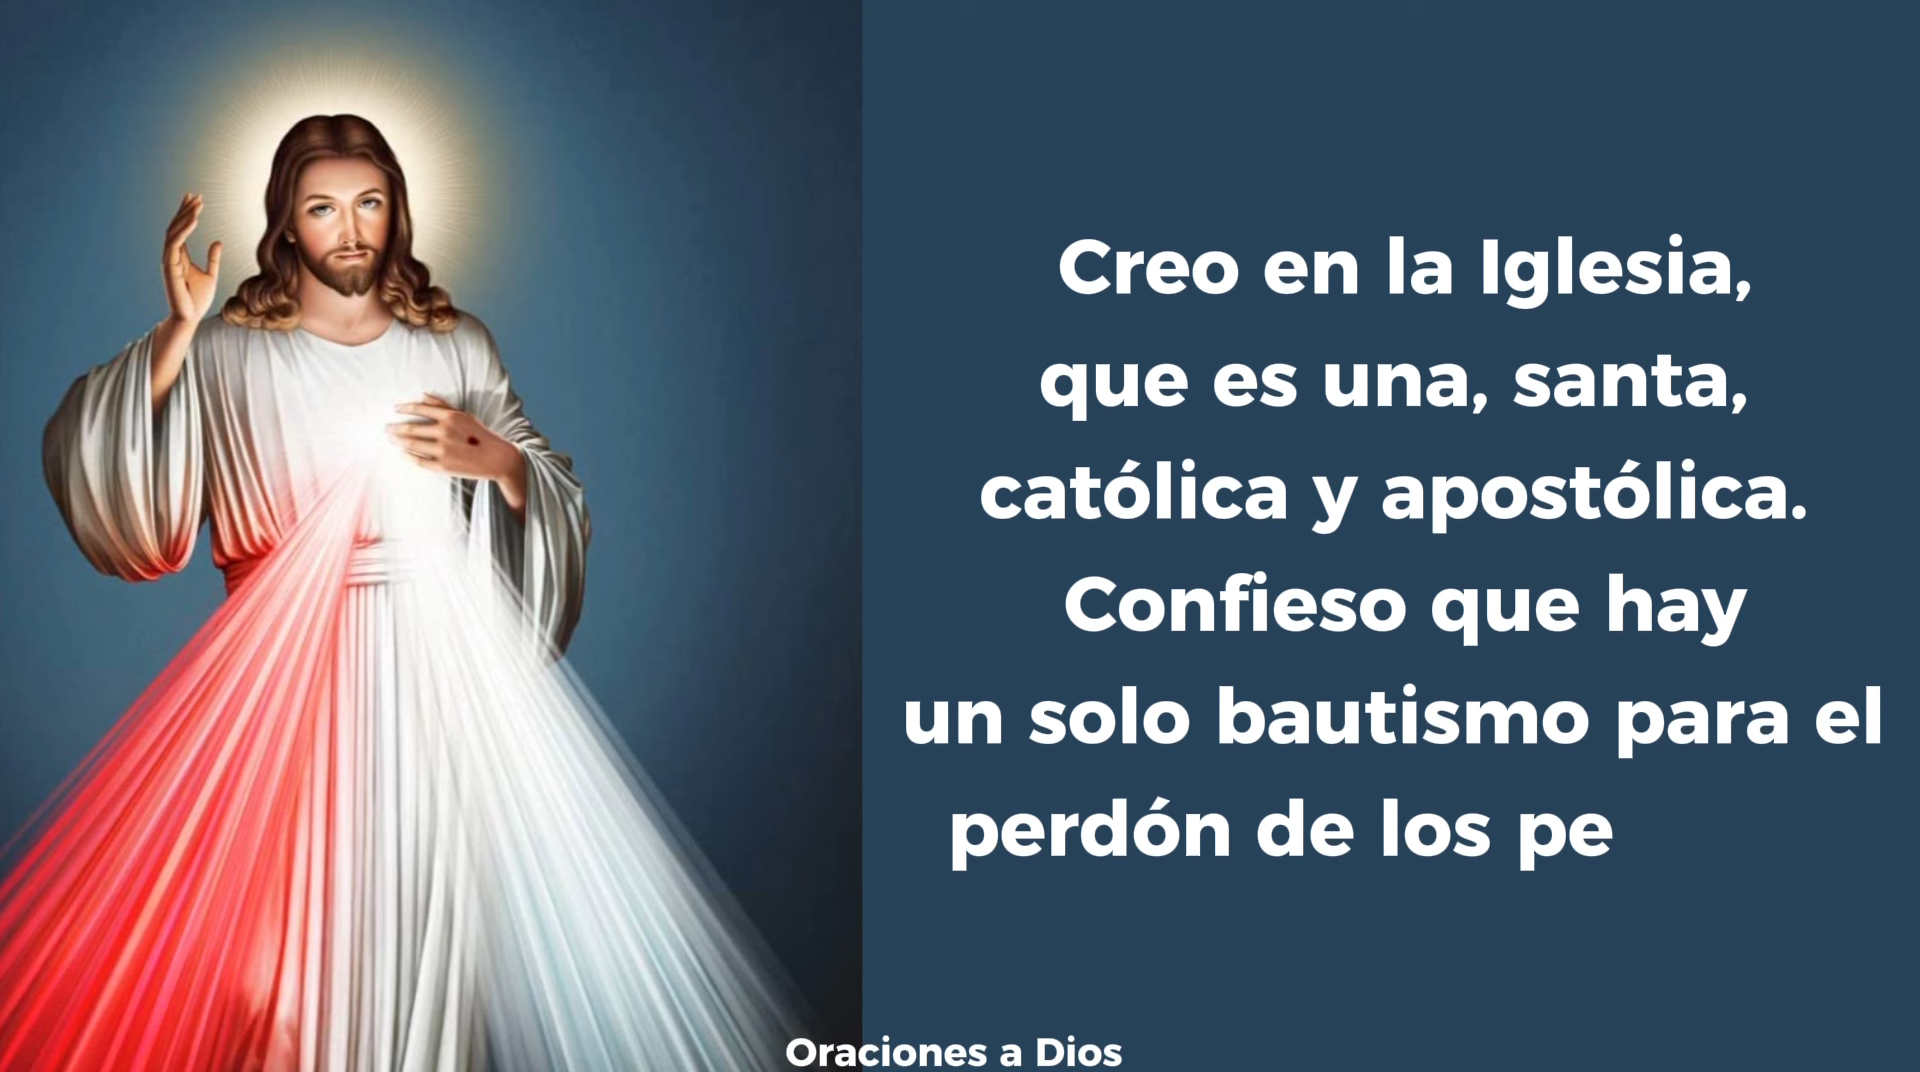 Creo en la Iglesia,
que es una, santa,
católica y apostólica.
Confieso que hay
un solo bautismo para el
perdón de los pe
Oraciones a Dios